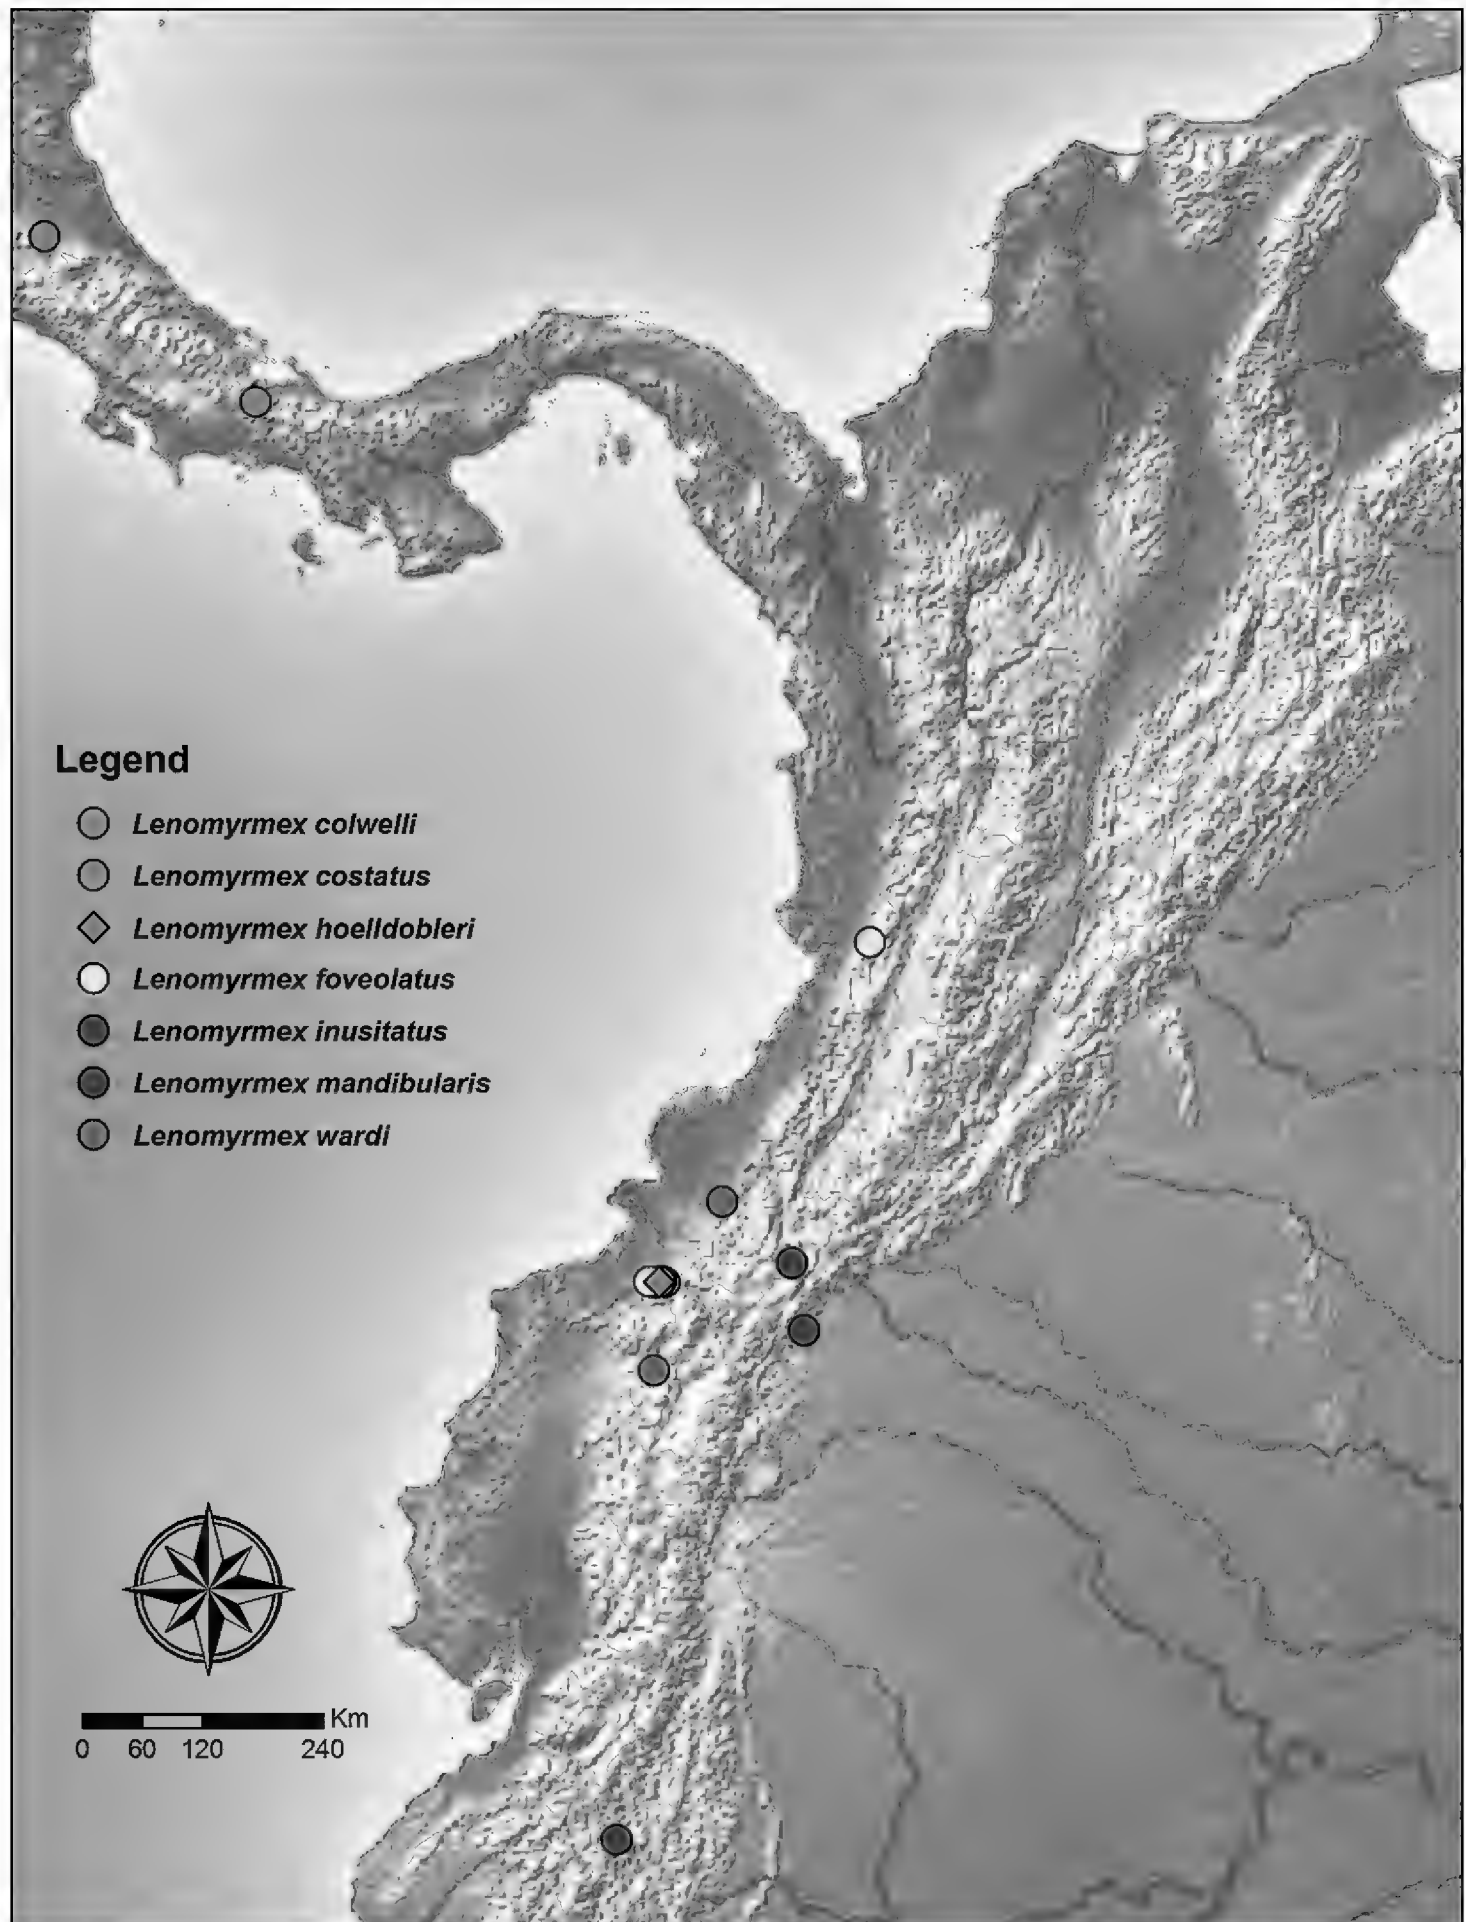 Legend
Lenomyrmex colwelli
Lenomyrmex costatus
Lenomyrmex hoelldobleri
Lenomyrmex foveolatus
Lenomyrmex inusitatus
Lenomyrmex mandibularis
Lenomyrmex wardi
Km
0 60 120 240